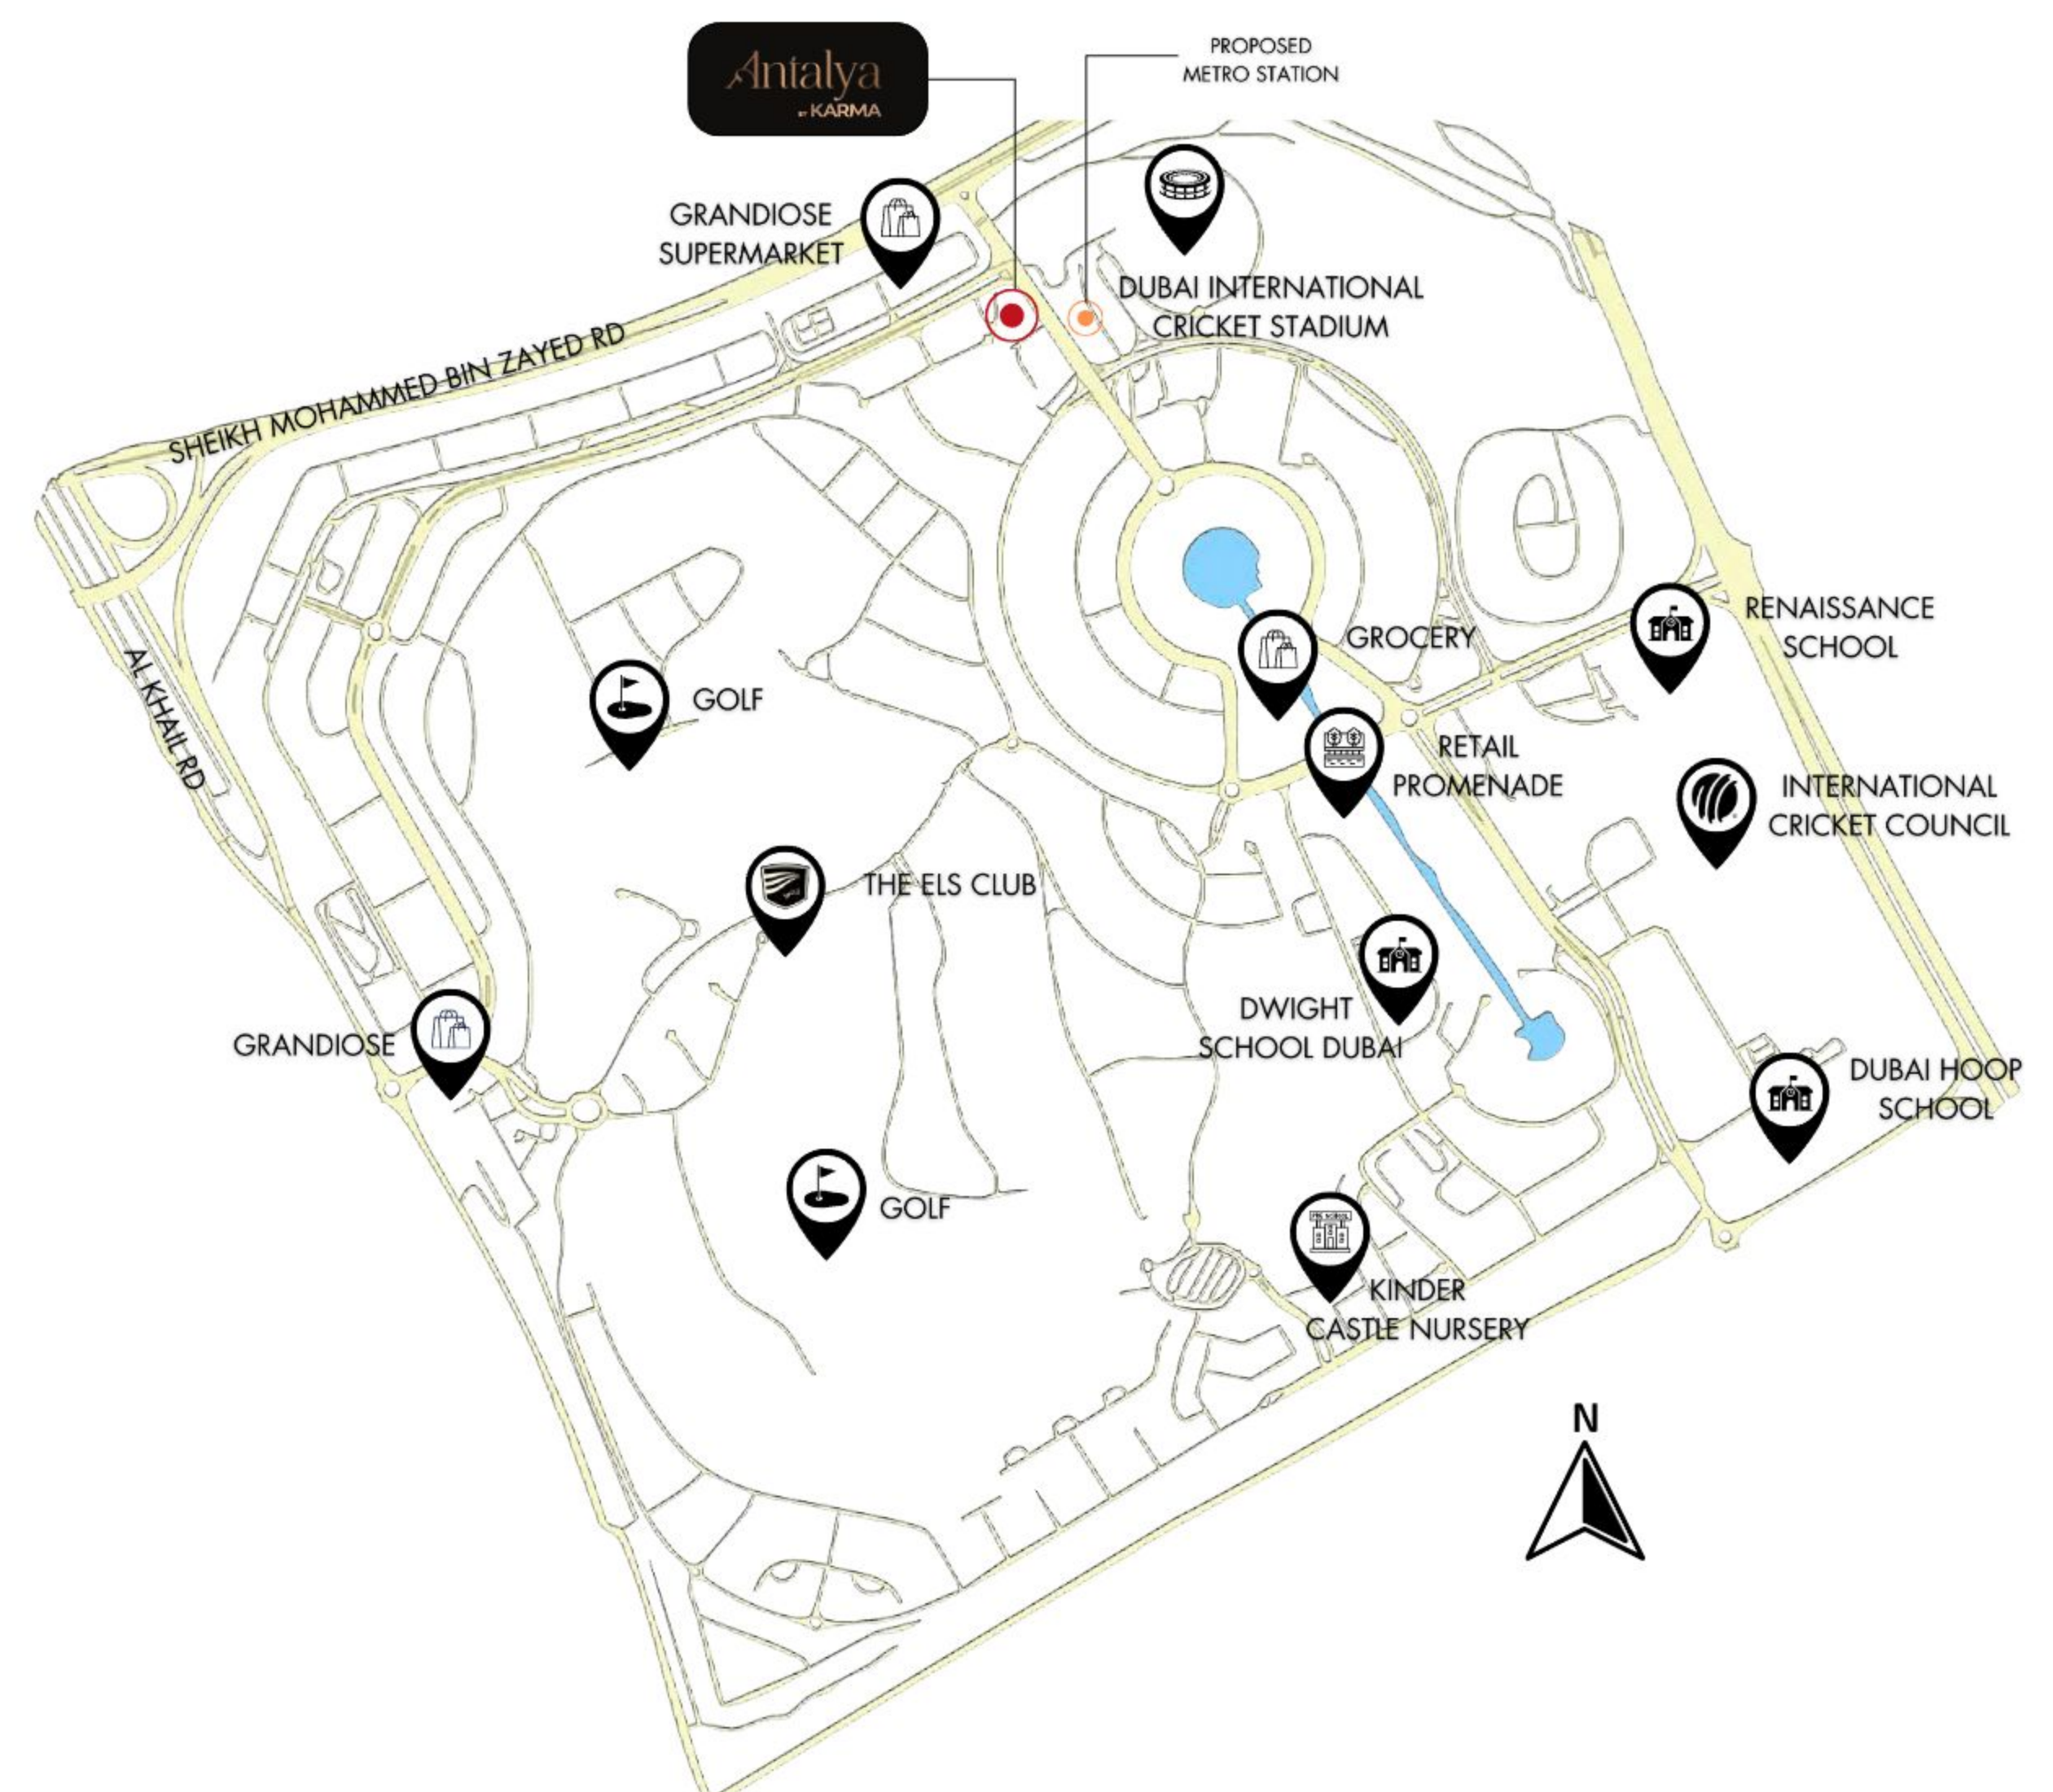 Antalya
BY KARMA
PROPOSED
METRO STATION
GRANDIOSE
SUPERMARKET
DUBAI INTERNATIONAL
CRICKET STADIUM
SHEIKH MOHAMMED BIN ZAYED RD
AL KHAIL RD
RENAISSANCE
SCHOOL
GROCERY
GOLF
RETAIL
PROMENADE
INTERNATIONAL
CRICKET COUNCIL
THE ELS CLUB
DWIGHT
SCHOOL DUBAI
GRANDIOSE
DUBAI HOOP
SCHOOL
GOLF
KINDER
CASTLE NURSERY
N